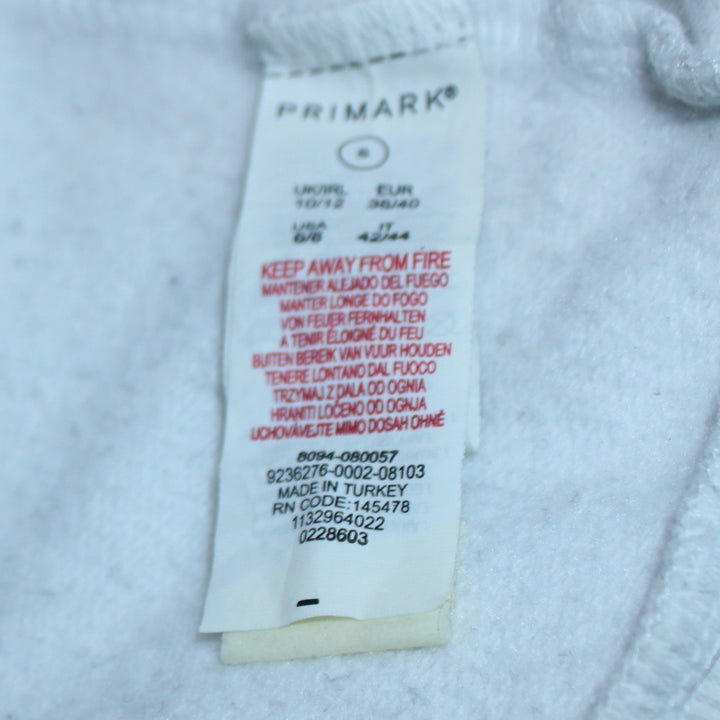 PRIMARK®
UK/IRL EUR
10/12 36/40
USA IT
6/8 42/44
KEEP AWAY FROM FIRE
MANTENER ALEJADO DEL FUEGO
MANTER LONGE DO FOGO
VON FEUER FERNHALTEN
A TENIR ÉLOIGNÉ DU FEU
BUITEN BEREIK VAN VUUR HOUDEN
TENERE LONTANO DAL FUOCO
TRZYMAJ Z DALA OD OGNIA
HRANITI LOČENO OD OGNJA
UCHOVÁVEJTE MIMO DOSAH OHNĚ
8094-080057
9236276-0002-08103
MADE IN TURKEY
RN CODE:145478
1132964022
0228603